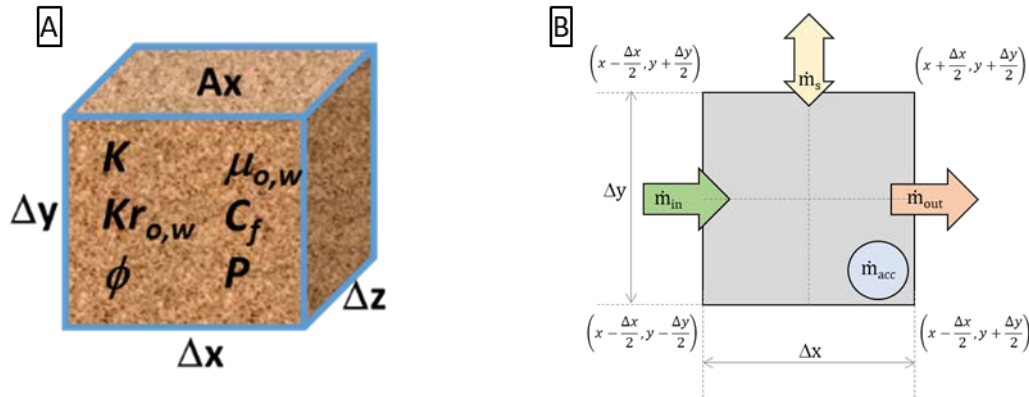 A
Ax
K
μo,w
Kro,w
Cf
ϕ
P
Δy
Δz
Δx
B
(x − Δx/2, y + Δy/2)
(x + Δx/2, y + Δy/2)
ṁs
Δy
ṁin
ṁout
ṁacc
(x − Δx/2, y − Δy/2)
(x − Δx/2, y + Δy/2)
Δx